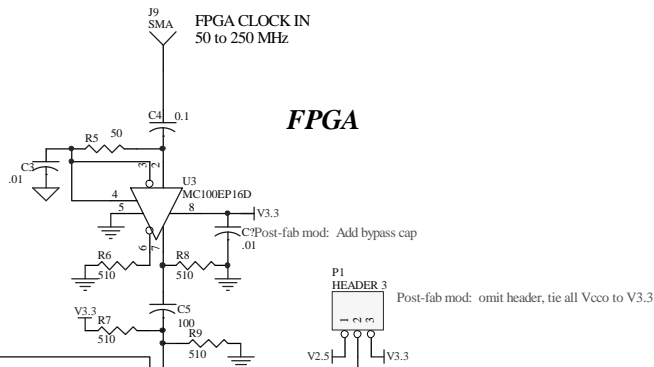 J9
SMA
FPGA CLOCK IN
50 to 250 MHz
C4
0.1
FPGA
R5
50
C3
.01
3
2
U3
MC100EP16D
4
5
8
V3.3
C?
.01
Post-fab mod: Add bypass cap
6
7
R6
510
R8
510
P1
HEADER 3
Post-fab mod: omit header, tie all Vcco to V3.3
1
2
3
V2.5
V3.3
C5
100
V3.3
R7
510
R9
510